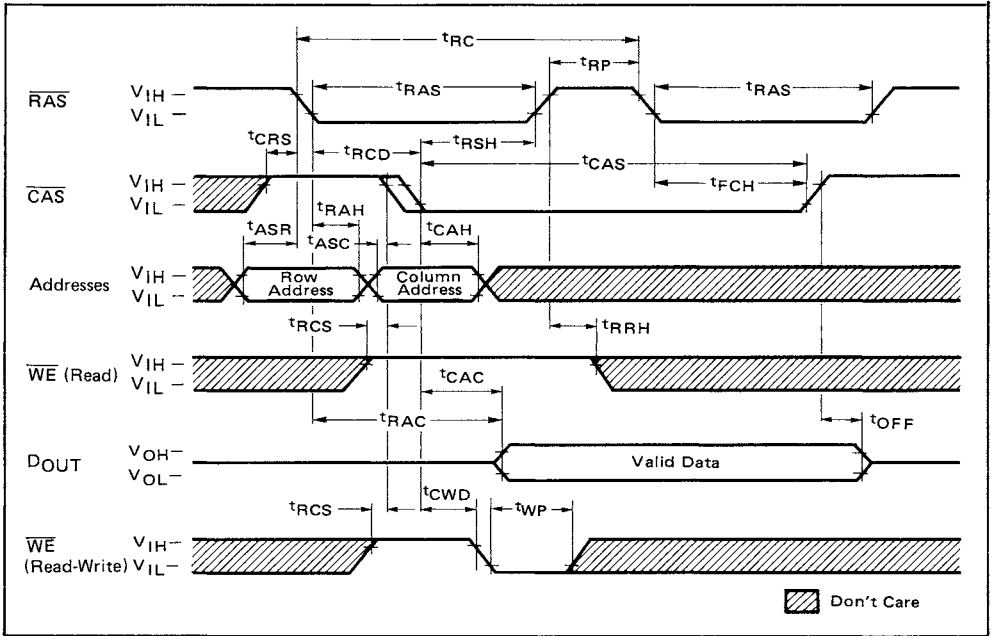 tRC
tRP
RAS
VIH
VIL
tRAS
tRAS
tCRS
tRCD
tRSH
tCAS
CAS
VIH
VIL
tFCH
tASR
tRAH
tASC
tCAH
Addresses
VIH
VIL
Row
Address
Column
Address
tRCS
tRRH
WE (Read)
VIH
VIL
tCAC
tRAC
tOFF
DOUT
VOH
VOL
Valid Data
tRCS
tCWD
tWP
WE
(Read-Write)
VIH
VIL
Don't Care